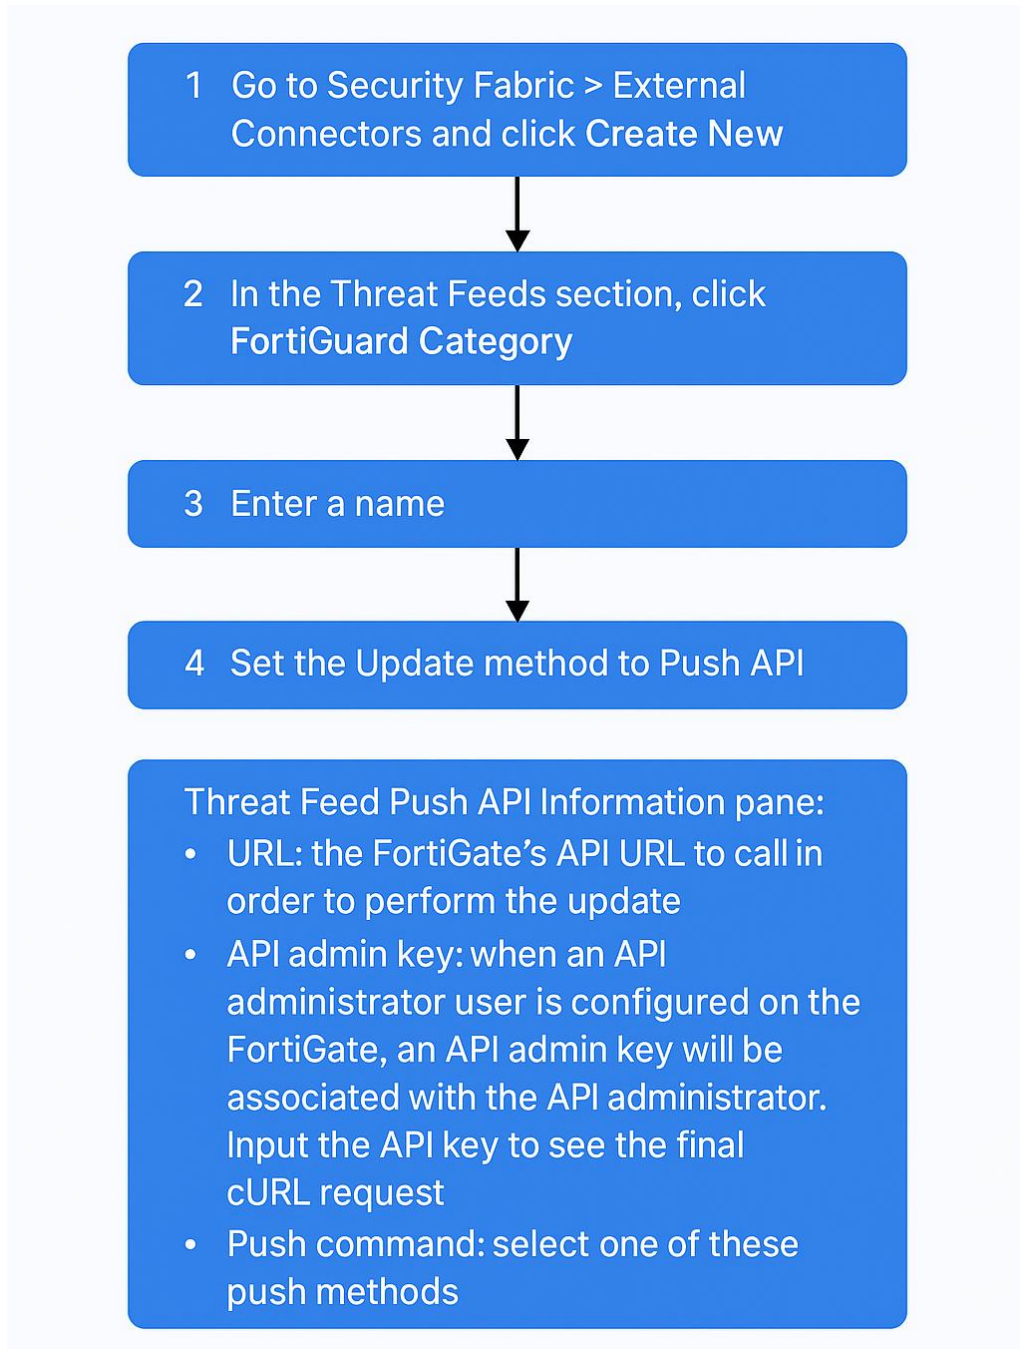 1 Go to Security Fabric > External
Connectors and click Create New
2 In the Threat Feeds section, click
FortiGuard Category
3 Enter a name
4 Set the Update method to Push API
Threat Feed Push API Information pane:
• URL: the FortiGate's API URL to call in
order to perform the update
• API admin key: when an API
administrator user is configured on the
FortiGate, an API admin key will be
associated with the API administrator.
Input the API key to see the final
cURL request
• Push command: select one of these
push methods